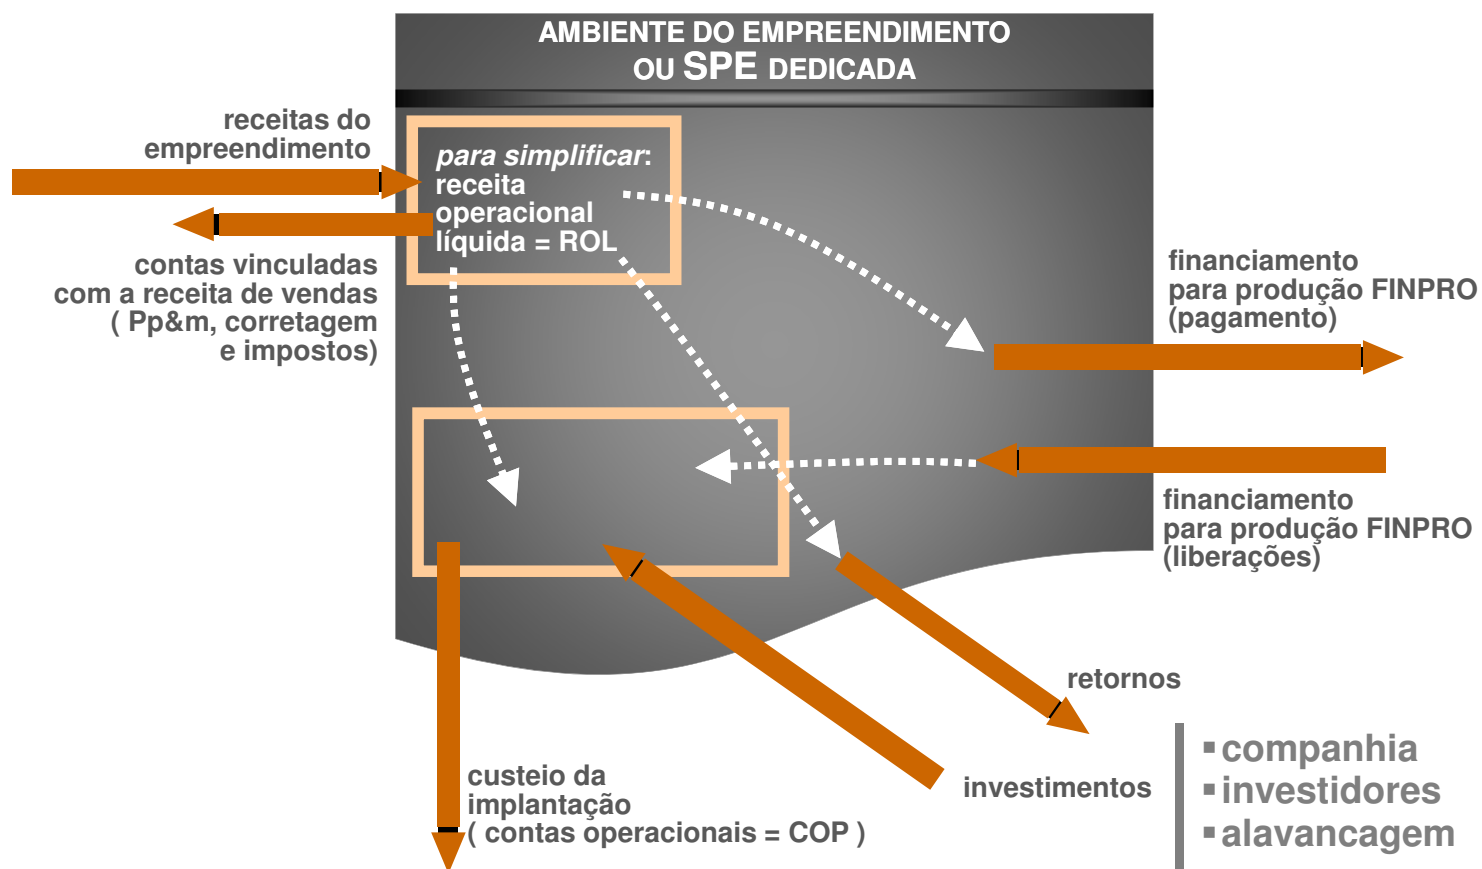 AMBIENTE DO EMPREENDIMENTO
OU SPE DEDICADA
receitas do
empreendimento
para simplificar:
receita
operacional
líquida = ROL
contas vinculadas
com a receita de vendas
( Pp&m, corretagem
e impostos)
financiamento
para produção FINPRO
(pagamento)
financiamento
para produção FINPRO
(liberações)
retornos
investimentos
custeio da
implantação
( contas operacionais = COP )
▪companhia
▪investidores
▪alavancagem